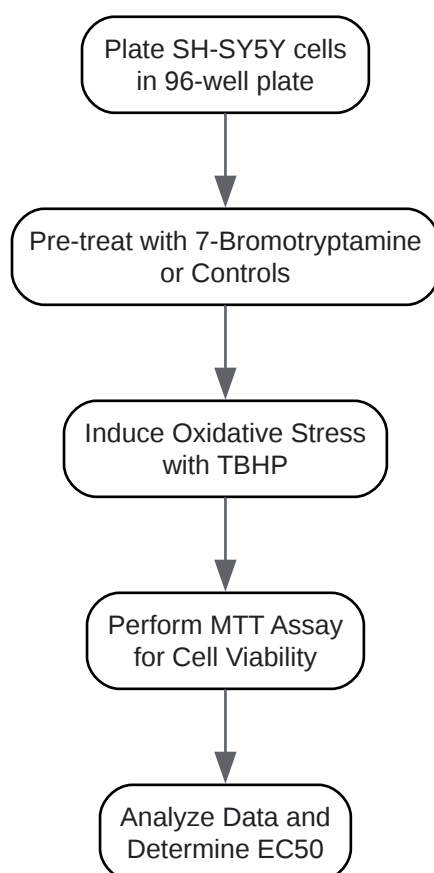 Plate SH-SY5Y cells
in 96-well plate
Pre-treat with 7-Bromotryptamine
or Controls
Induce Oxidative Stress
with TBHP
Perform MTT Assay
for Cell Viability
Analyze Data and
Determine EC50